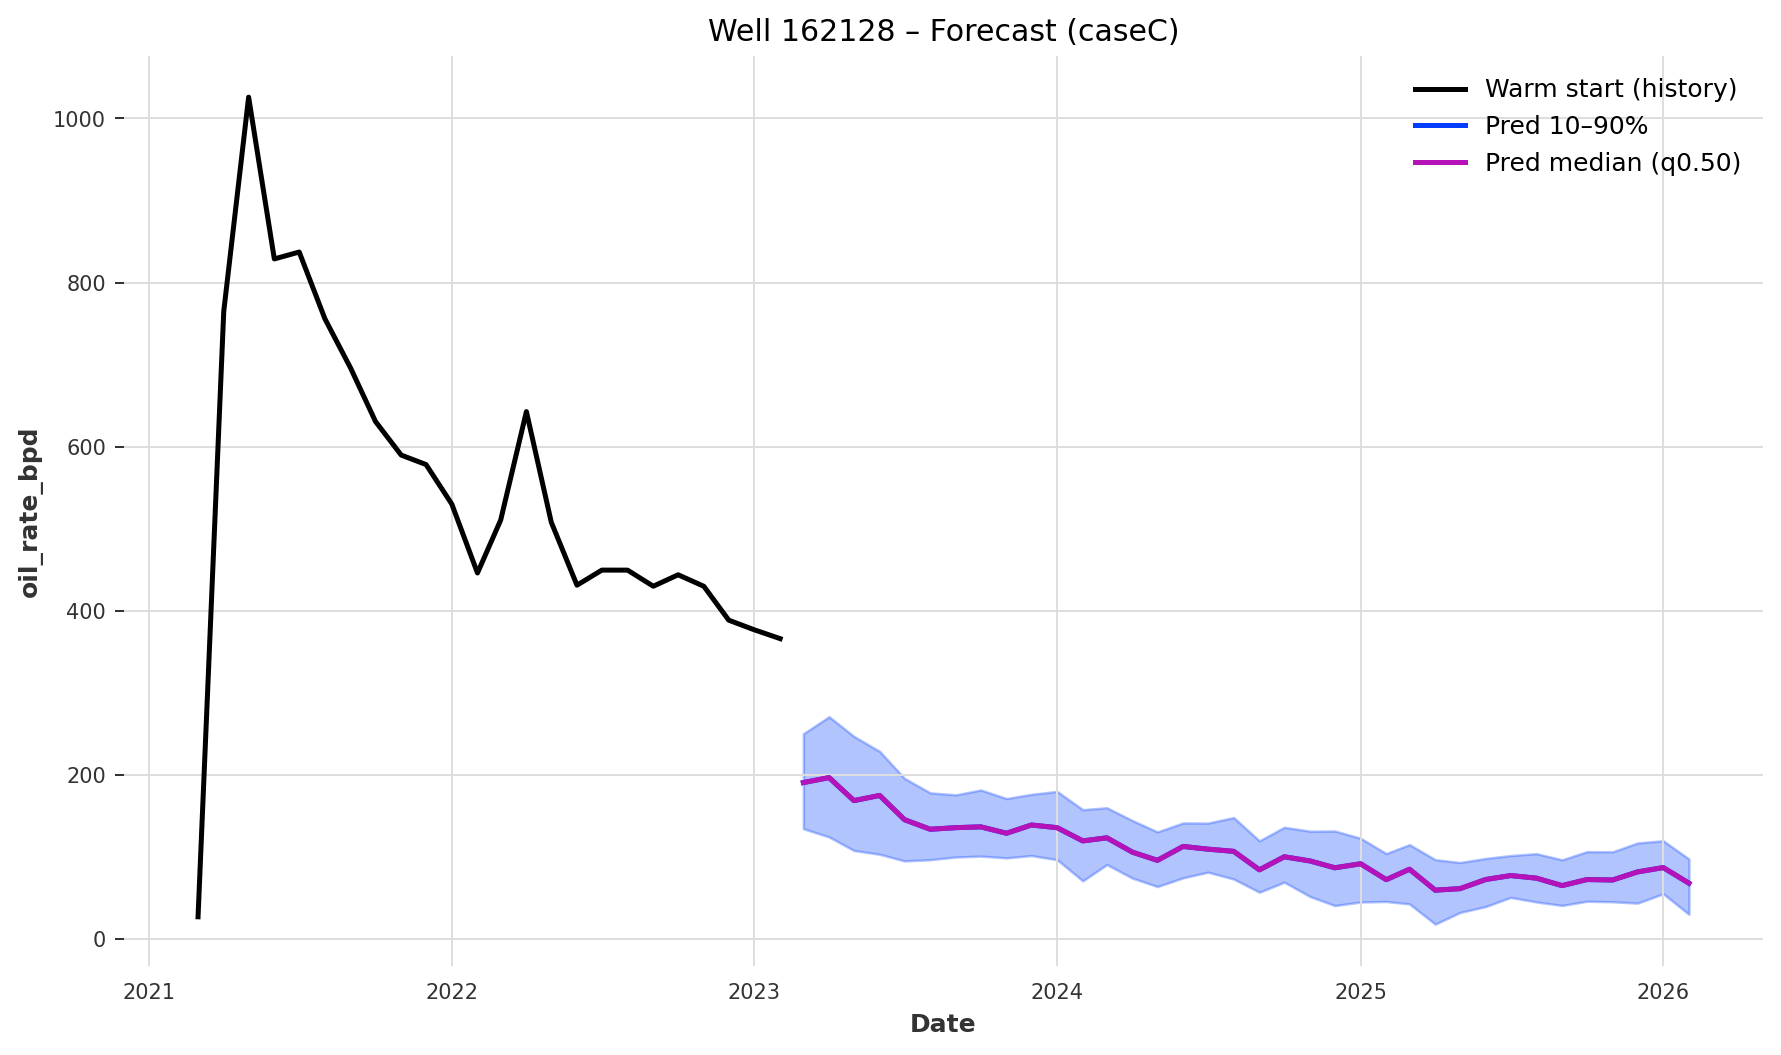 Well 162128 – Forecast (caseC)
Warm start (history)
Pred 10–90%
Pred median (q0.50)
oil_rate_bpd
1000
800
600
400
200
0
2021 2022 2023 2024 2025 2026
Date